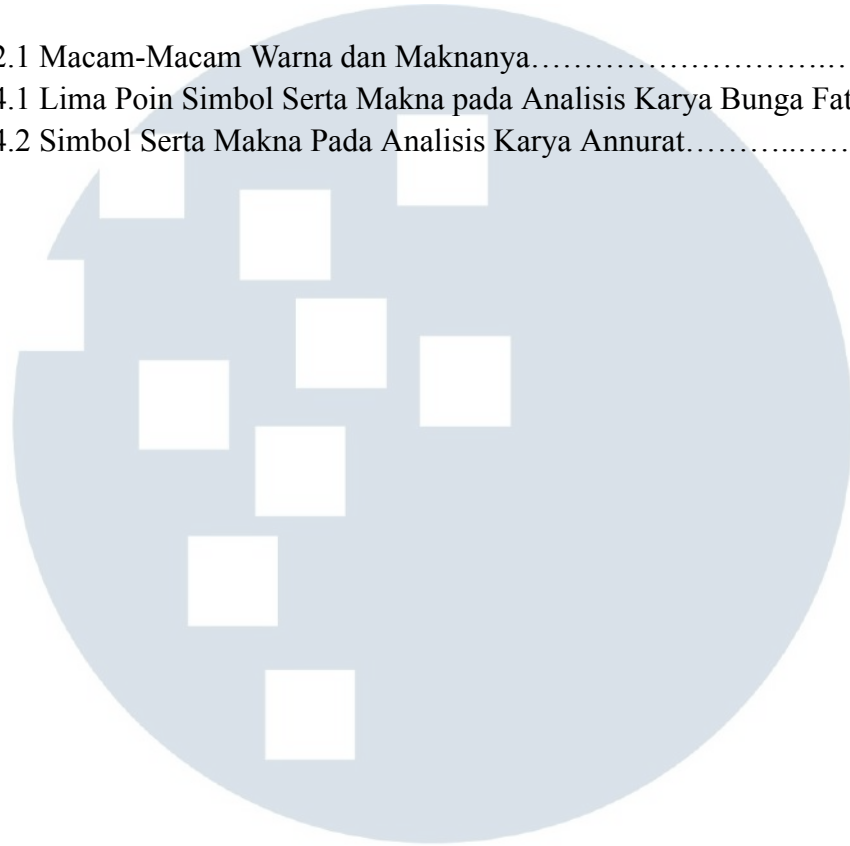 2.1 Macam-Macam Warna dan Maknanya……………………….…
4.1 Lima Poin Simbol Serta Makna pada Analisis Karya Bunga Fat
4.2 Simbol Serta Makna Pada Analisis Karya Annurat………..……